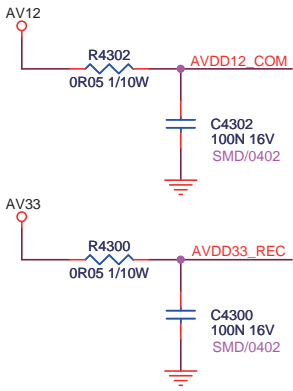 AV12
R4302
AVDD12_COM
0R05 1/10W
C4302
100N 16V
SMD/0402
AV33
R4300
AVDD33_REC
0R05 1/10W
C4300
100N 16V
SMD/0402